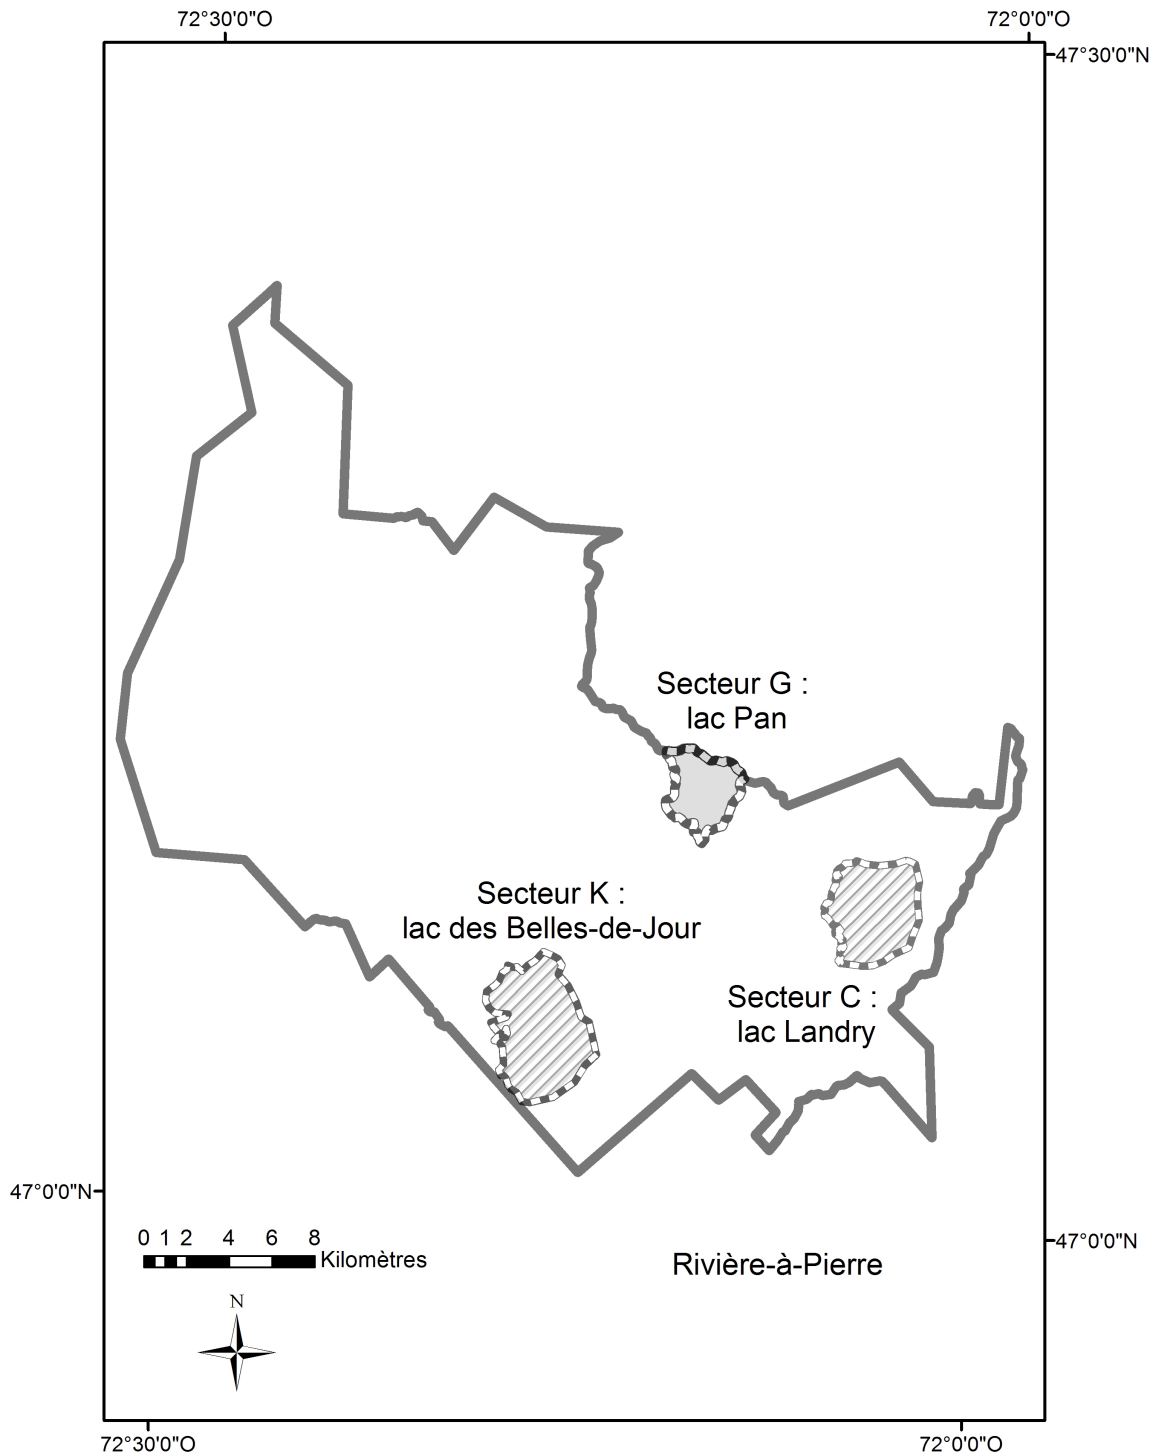 72°30'0"O
72°0'0"O
47°30'0"N
Secteur G :
lac Pan
Secteur K :
lac des Belles-de-Jour
Secteur C :
lac Landry
47°0'0"N
0 1 2 4 6 8
Kilomètres
47°0'0"N
Rivière-à-Pierre
N
72°30'0"O
72°0'0"O